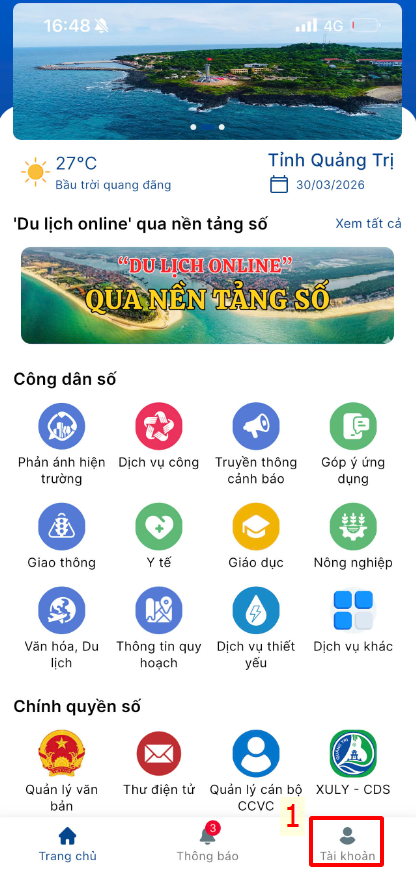 16:48
4G
27°C
Bầu trời quang đãng
Tỉnh Quảng Trị
30/03/2026
'Du lịch online' qua nền tảng số
Xem tất cả
“DU LỊCH ONLINE”
QUA NỀN TẢNG SỐ
Công dân số
Phản ánh hiện
trường
Dịch vụ công
Truyền thông
cảnh báo
Góp ý ứng
dụng
Giao thông
Y tế
Giáo dục
Nông nghiệp
Văn hóa, Du
lịch
Thông tin quy
hoạch
Dịch vụ thiết
yếu
Dịch vụ khác
Chính quyền số
Quản lý văn
bản
Thư điện tử
Quản lý cán bộ
CCVC
XULY - CDS
1
Trang chủ
3
Thông báo
Tài khoản